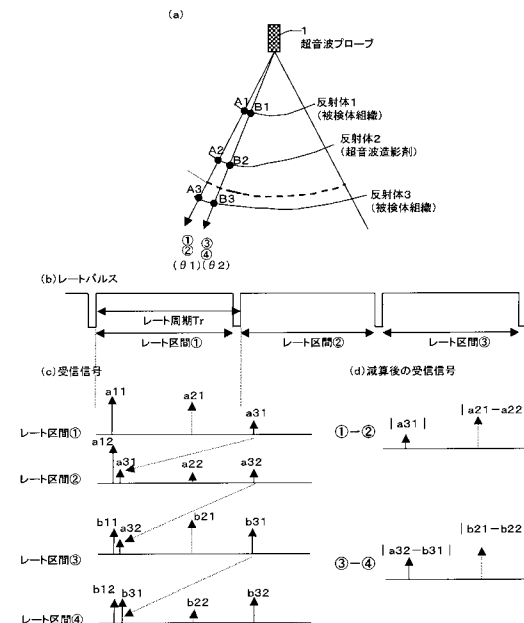 (a)
1
超音波プローブ
A1
B1
反射体1
(被検体組織)
A2
B2
反射体2
(超音波造影剤)
A3
B3
反射体3
(被検体組織)
① ③
② ④
(θ1)(θ2)
(b)レートパルス
レート周期Tr
レート区間① レート区間② レート区間③
(c)受信信号
(d)減算後の受信信号
a11 a21 a31
レート区間①
a12 a31 a22 a32
レート区間②
b11 a32 b21 b31
レート区間③
b12 b31 b22 b32
レート区間④
①−② |a31| |a21−a22
③−④ |a32−b31| |b21−b22